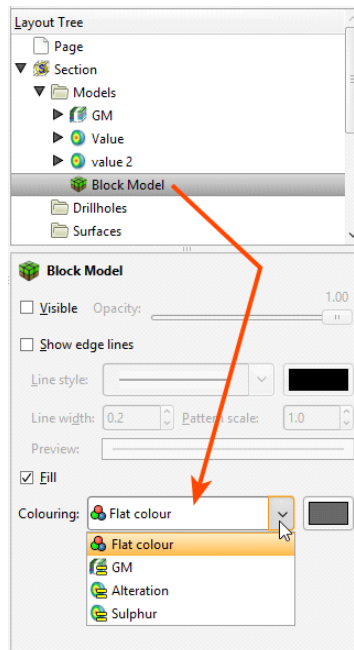 Layout Tree
Page
Section
Models
GM
Value
value 2
Block Model
Drillholes
Surfaces
Block Model
Visible Opacity: 1.00
Show edge lines
Line style:
Line width: 0.2 Pattern scale: 1.0
Preview:
Fill
Colouring: Flat colour
Flat colour
GM
Alteration
Sulphur